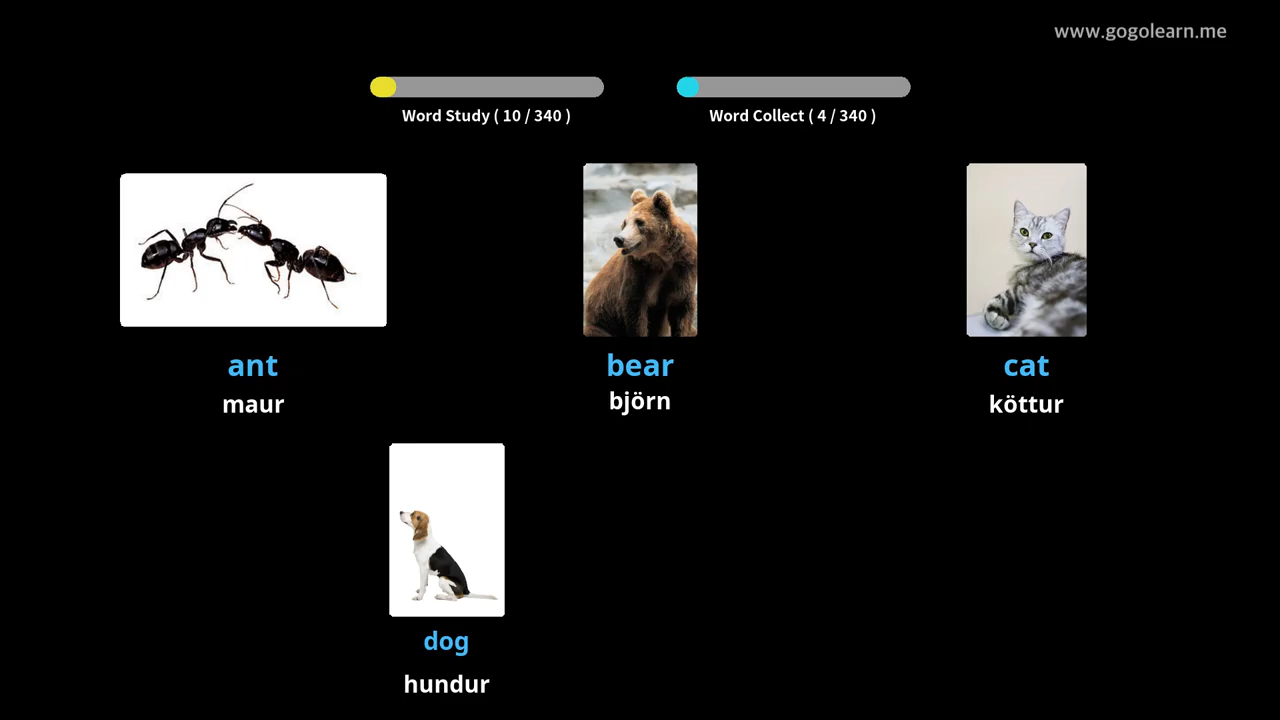 www.gogolearn.me
Word Study ( 10 / 340 )
Word Collect ( 4 / 340 )
ant
maur
bear
björn
cat
köttur
dog
hundur